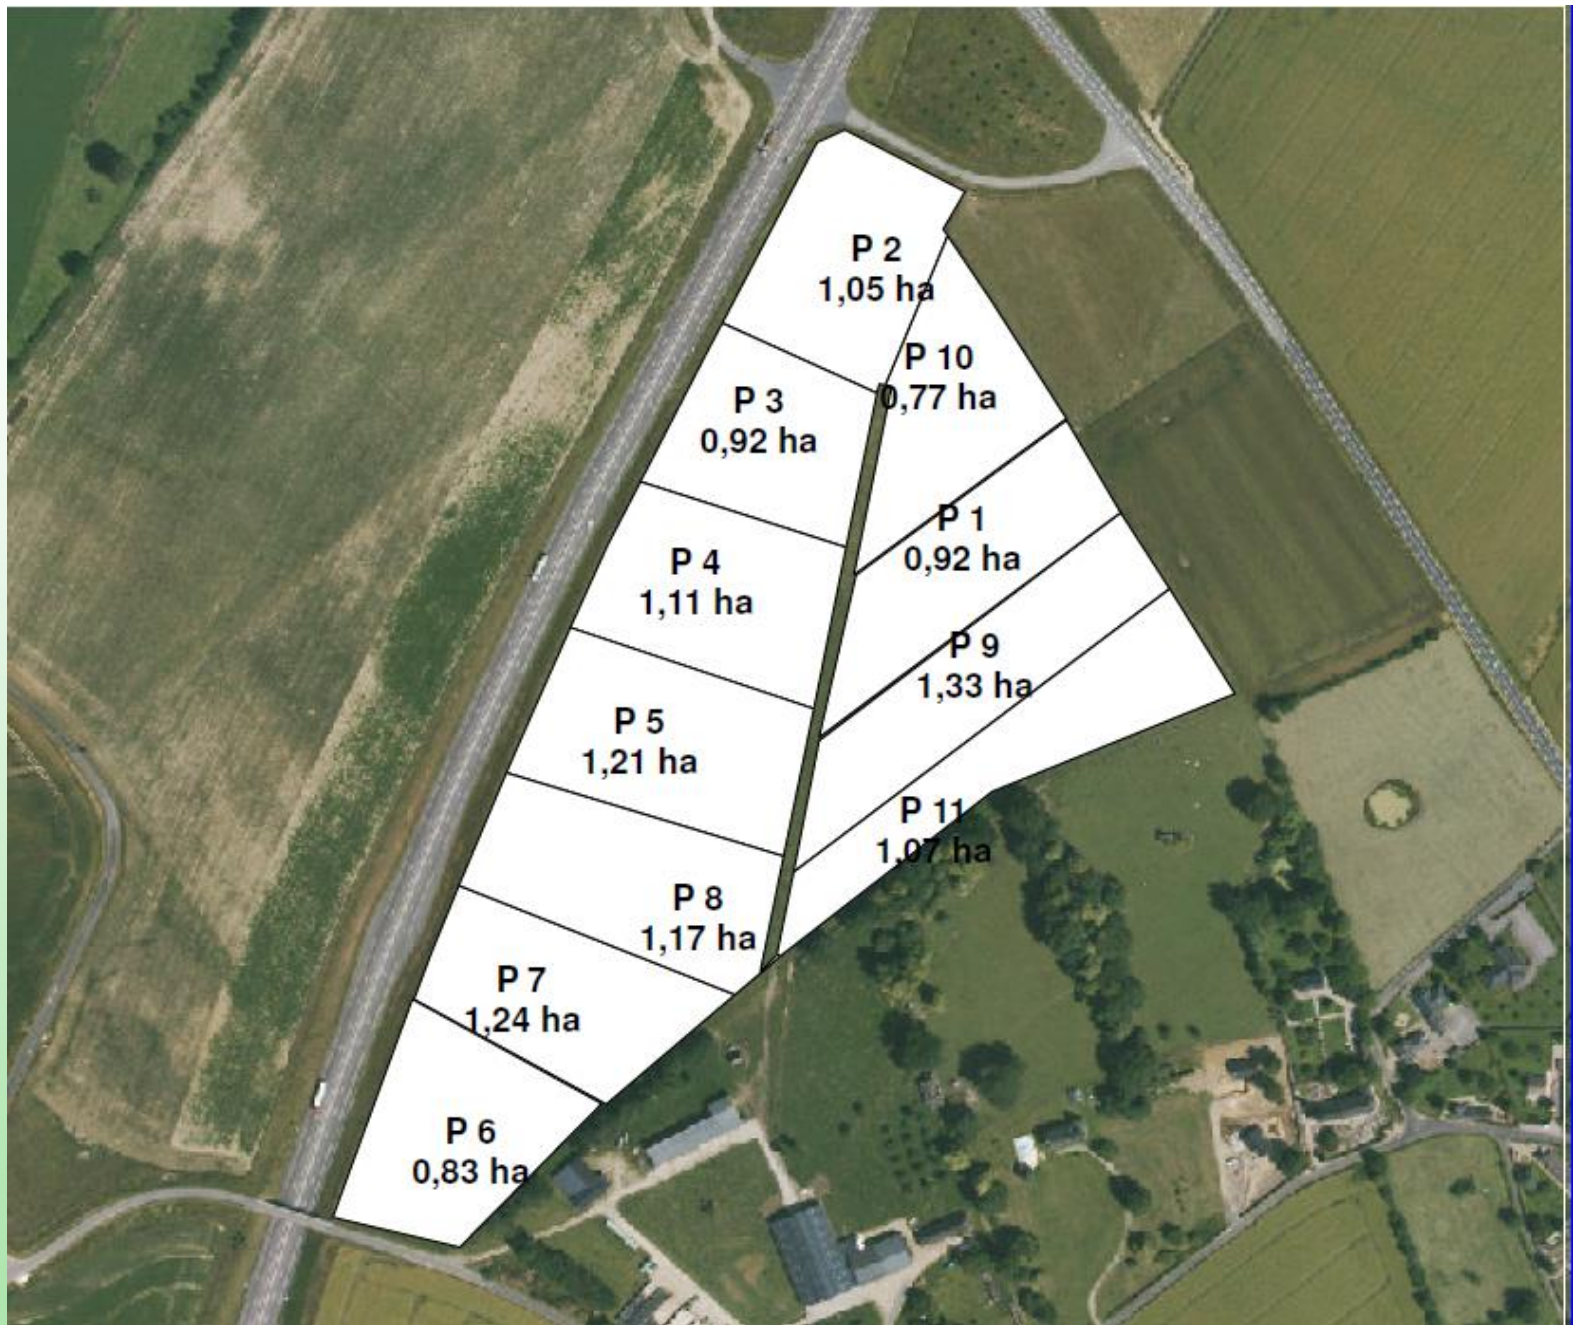 P 2
1,05 ha
P 10
0,77 ha
P 3
0,92 ha
P 1
0,92 ha
P 4
1,11 ha
P 9
1,33 ha
P 5
1,21 ha
P 11
1,07 ha
P 8
1,17 ha
P 7
1,24 ha
P 6
0,83 ha